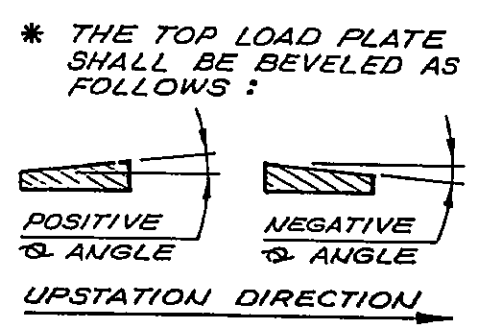 * THE TOP LOAD PLATE
SHALL BE BEVELED AS
FOLLOWS :
POSITIVE
ANGLE
NEGATIVE
ANGLE
UPSTATION DIRECTION